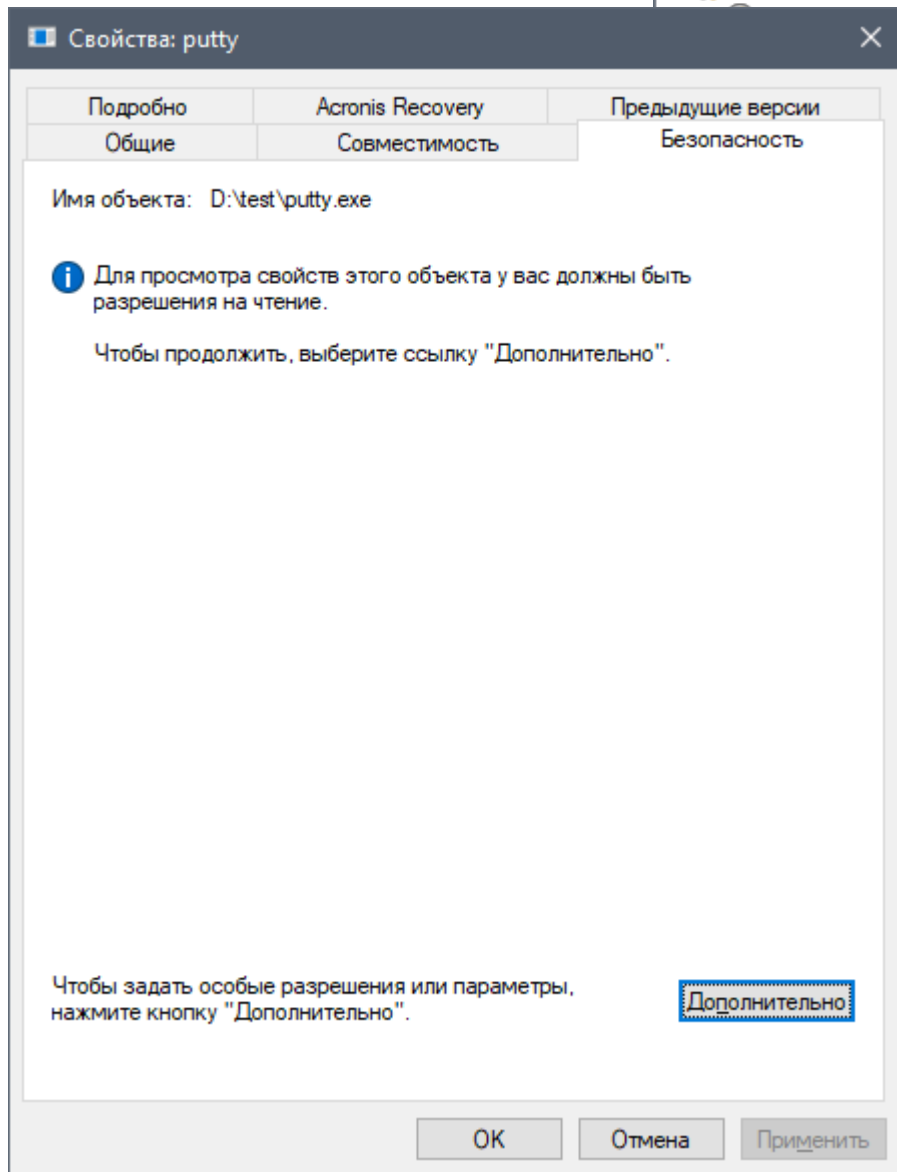 Свойства: putty
Подробно
Acronis Recovery
Предыдущие версии
Общие
Совместимость
Безопасность
Имя объекта: D:\test\putty.exe
Для просмотра свойств этого объекта у вас должны быть
разрешения на чтение.
Чтобы продолжить, выберите ссылку "Дополнительно".
Чтобы задать особые разрешения или параметры,
нажмите кнопку "Дополнительно".
Дополнительно
OK
Отмена
Применить